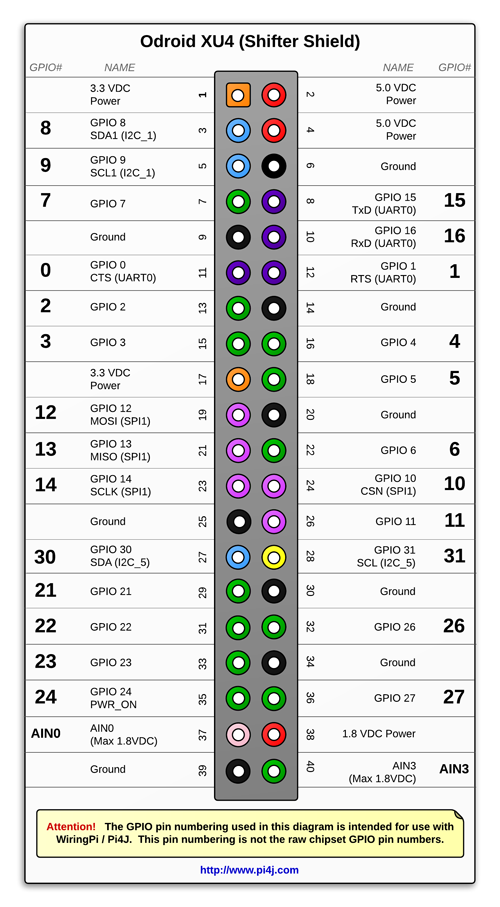 Odroid XU4 (Shifter Shield)
GPIO# NAME NAME GPIO#
3.3 VDC
Power 1 2 5.0 VDC
Power
8 GPIO 8
SDA1 (I2C_1) 3 4 5.0 VDC
Power
9 GPIO 9
SCL1 (I2C_1) 5 6 Ground
7 GPIO 7 7 8 GPIO 15
TxD (UART0) 15
Ground 9 10 GPIO 16
RxD (UART0) 16
0 GPIO 0
CTS (UART0) 11 12 GPIO 1
RTS (UART0) 1
2 GPIO 2 13 14 Ground
3 GPIO 3 15 16 GPIO 4 4
3.3 VDC
Power 17 18 GPIO 5 5
12 GPIO 12
MOSI (SPI1) 19 20 Ground
13 GPIO 13
MISO (SPI1) 21 22 GPIO 6 6
14 GPIO 14
SCLK (SPI1) 23 24 GPIO 10
CSN (SPI1) 10
Ground 25 26 GPIO 11 11
30 GPIO 30
SDA (I2C_5) 27 28 GPIO 31
SCL (I2C_5) 31
21 GPIO 21 29 30 Ground
22 GPIO 22 31 32 GPIO 26 26
23 GPIO 23 33 34 Ground
24 GPIO 24
PWR_ON 35 36 GPIO 27 27
AIN0 AIN0
(Max 1.8VDC) 37 38 1.8 VDC Power
Ground 39 40 AIN3
(Max 1.8VDC) AIN3
Attention! The GPIO pin numbering used in this diagram is intended for use with
WiringPi / Pi4J. This pin numbering is not the raw chipset GPIO pin numbers.
http://www.pi4j.com